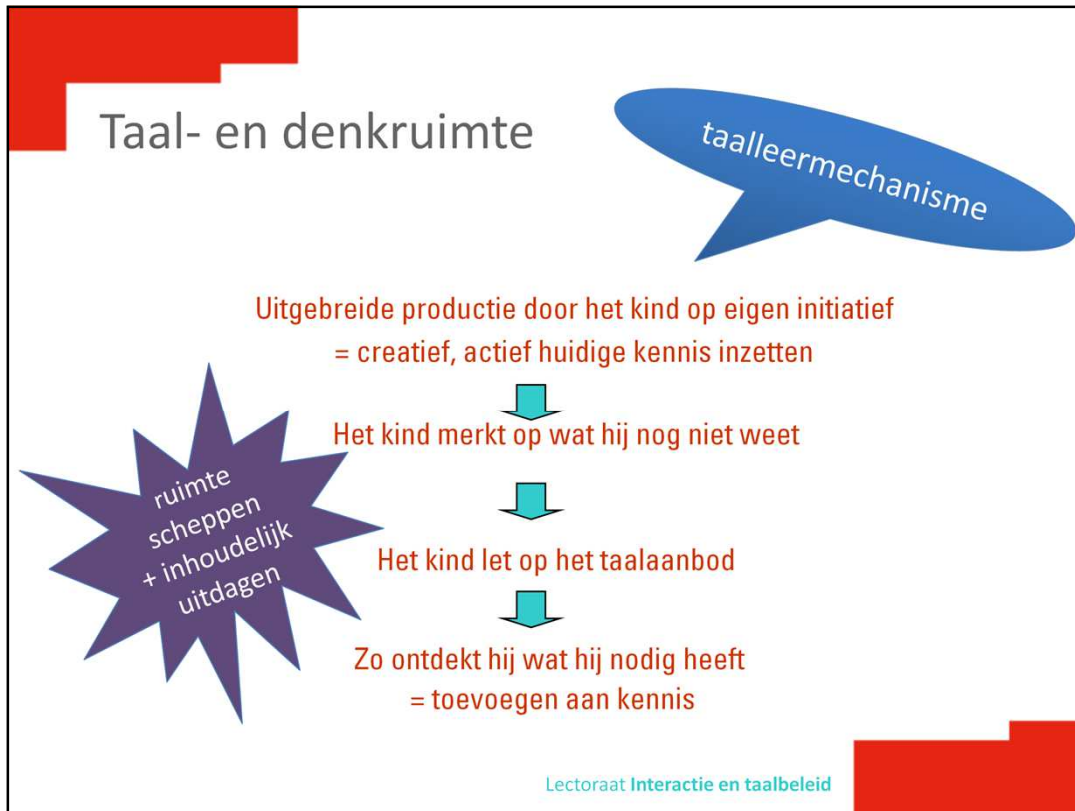 Taal- en denkruimte
taalleermechanisme
Uitgebreide productie door het kind op eigen initiatief
= creatief, actief huidige kennis inzetten
Het kind merkt op wat hij nog niet weet
ruimte
scheppen
+ inhoudelijk
uitdagen
Het kind let op het taalaanbod
Zo ontdekt hij wat hij nodig heeft
= toevoegen aan kennis
Lectoraat Interactie en taalbeleid